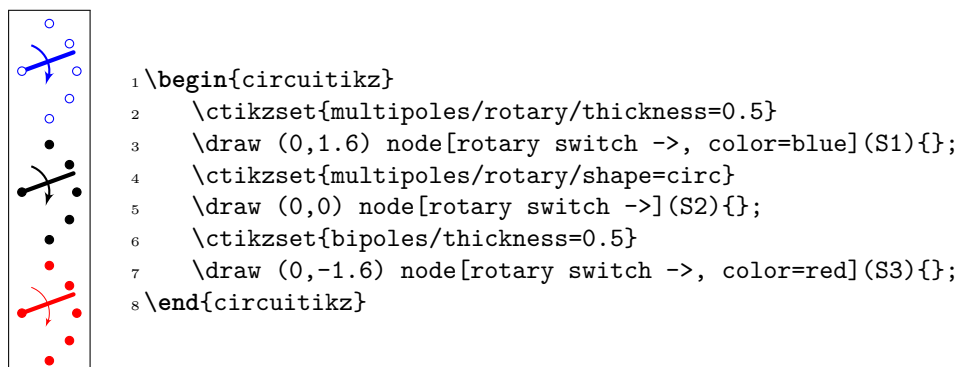 1 \begin{circuitikz}
2     \ctikzset{multipoles/rotary/thickness=0.5}
3     \draw (0,1.6) node[rotary switch ->, color=blue](S1){};
4     \ctikzset{multipoles/rotary/shape=circ}
5     \draw (0,0) node[rotary switch ->](S2){};
6     \ctikzset{bipoles/thickness=0.5}
7     \draw (0,-1.6) node[rotary switch ->, color=red](S3){};
8 \end{circuitikz}